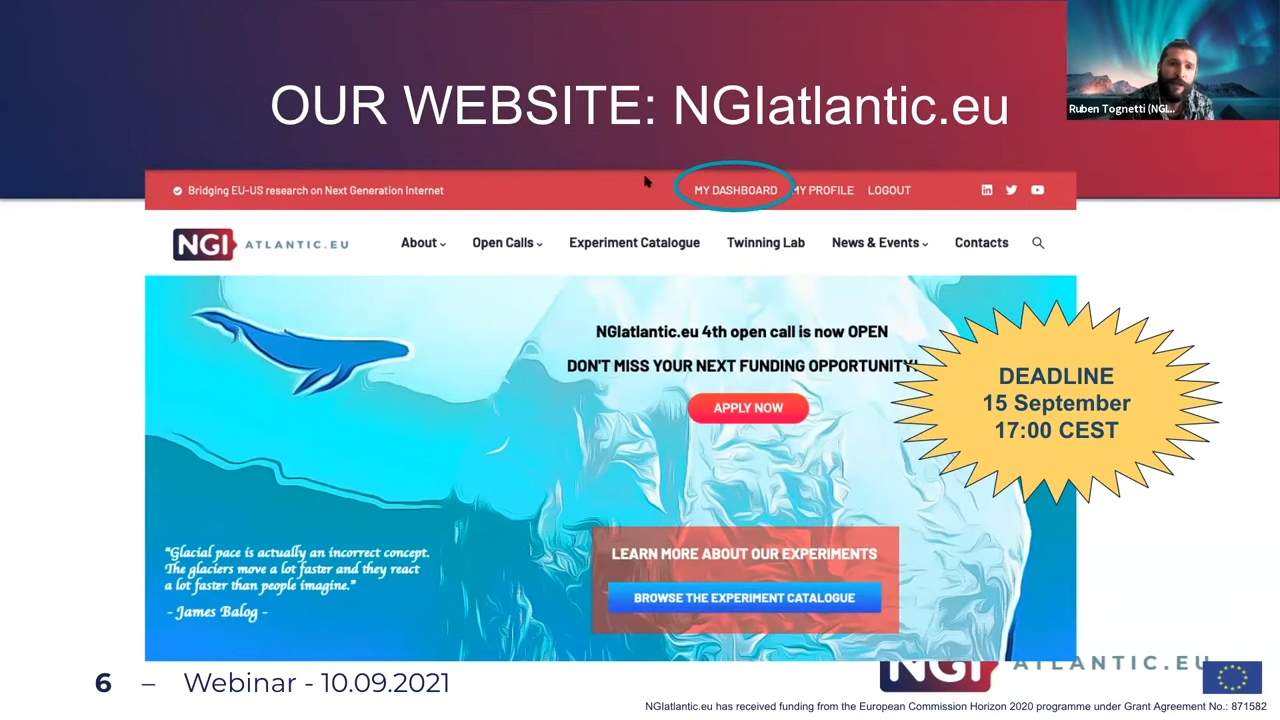 OUR WEBSITE: NGIatlantic.eu
Ruben Tognetti (NGI...
Bridging EU-US research on Next Generation Internet
MY DASHBOARD MY PROFILE LOGOUT
NGI ATLANTIC.EU
About Open Calls Experiment Catalogue Twinning Lab News & Events Contacts
NGIatlantic.eu 4th open call is now OPEN
DON'T MISS YOUR NEXT FUNDING OPPORTUNITY!
APPLY NOW
DEADLINE
15 September
17:00 CEST
LEARN MORE ABOUT OUR EXPERIMENTS
BROWSE THE EXPERIMENT CATALOGUE
“Glacial pace is actually an incorrect concept.
The glaciers move a lot faster and they react
a lot faster than people imagine.”
- James Balog -
NGI ATLANTIC.EU
6 – Webinar - 10.09.2021
NGIatlantic.eu has received funding from the European Commission Horizon 2020 programme under Grant Agreement No.: 871582